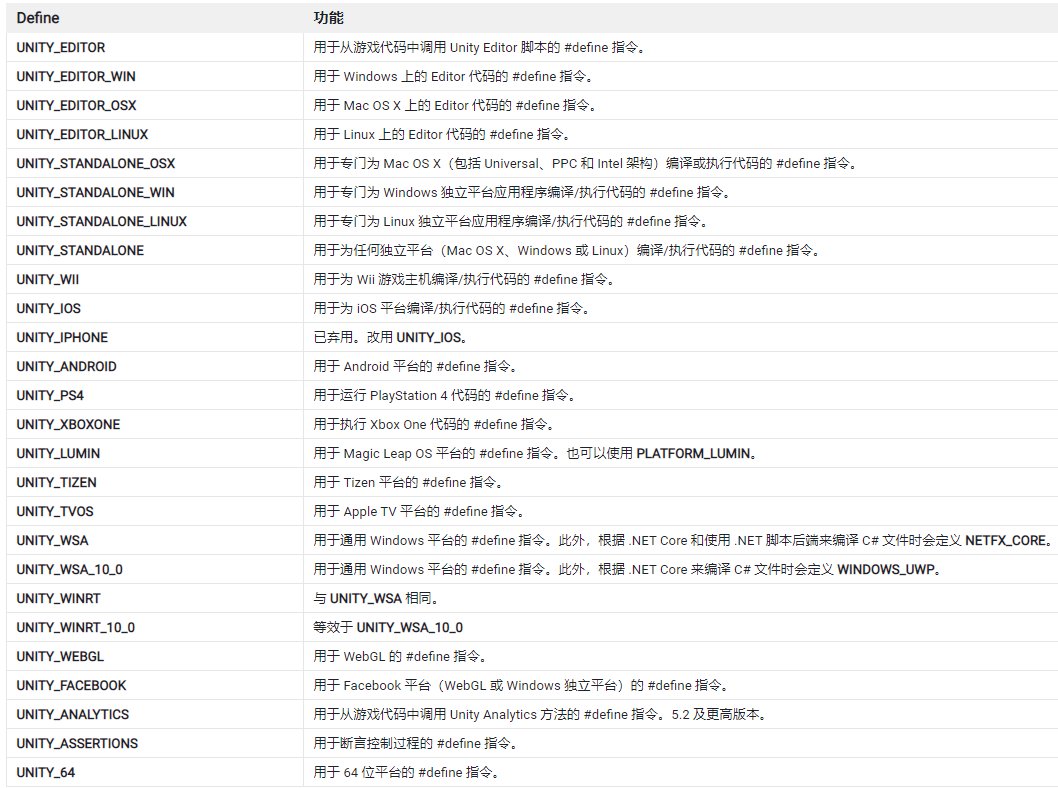 Define 功能
UNITY_EDITOR 用于从游戏代码中调用 Unity Editor 脚本的 #define 指令。
UNITY_EDITOR_WIN 用于 Windows 上的 Editor 代码的 #define 指令。
UNITY_EDITOR_OSX 用于 Mac OS X 上的 Editor 代码的 #define 指令。
UNITY_EDITOR_LINUX 用于 Linux 上的 Editor 代码的 #define 指令。
UNITY_STANDALONE_OSX 用于专门为 Mac OS X（包括 Universal、PPC 和 Intel 架构）编译或执行代码的 #define 指令。
UNITY_STANDALONE_WIN 用于专门为 Windows 独立平台应用程序编译/执行代码的 #define 指令。
UNITY_STANDALONE_LINUX 用于专门为 Linux 独立平台应用程序编译/执行代码的 #define 指令。
UNITY_STANDALONE 用于为任何独立平台（Mac OS X、Windows 或 Linux）编译/执行代码的 #define 指令。
UNITY_WII 用于为 Wii 游戏主机编译/执行代码的 #define 指令。
UNITY_IOS 用于为 iOS 平台编译/执行代码的 #define 指令。
UNITY_IPHONE 已弃用。改用 UNITY_IOS。
UNITY_ANDROID 用于 Android 平台的 #define 指令。
UNITY_PS4 用于运行 PlayStation 4 代码的 #define 指令。
UNITY_XBOXONE 用于执行 Xbox One 代码的 #define 指令。
UNITY_LUMIN 用于 Magic Leap OS 平台的 #define 指令。也可以使用 PLATFORM_LUMIN。
UNITY_TIZEN 用于 Tizen 平台的 #define 指令。
UNITY_TVOS 用于 Apple TV 平台的 #define 指令。
UNITY_WSA 用于通用 Windows 平台的 #define 指令。此外，根据 .NET Core 和使用 .NET 脚本后端来编译 C# 文件时会定义 NETFX_CORE。
UNITY_WSA_10_0 用于通用 Windows 平台的 #define 指令。此外，根据 .NET Core 来编译 C# 文件时会定义 WINDOWS_UWP。
UNITY_WINRT 与 UNITY_WSA 相同。
UNITY_WINRT_10_0 等效于 UNITY_WSA_10_0
UNITY_WEBGL 用于 WebGL 的 #define 指令。
UNITY_FACEBOOK 用于 Facebook 平台（WebGL 或 Windows 独立平台）的 #define 指令。
UNITY_ANALYTICS 用于从游戏代码中调用 Unity Analytics 方法的 #define 指令。5.2 及更高版本。
UNITY_ASSERTIONS 用于断言控制过程的 #define 指令。
UNITY_64 用于 64 位平台的 #define 指令。